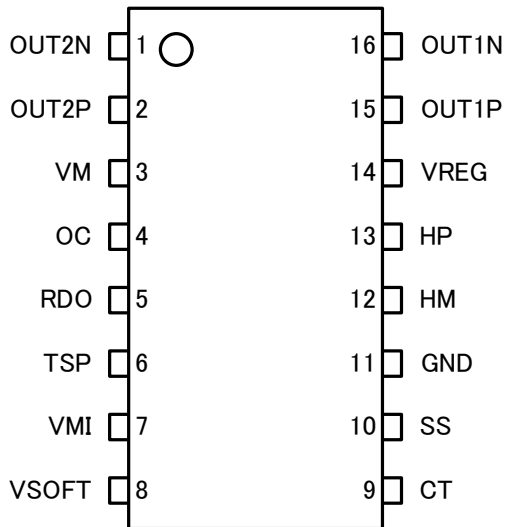 OUT2N 1 16 OUT1N
OUT2P 2 15 OUT1P
VM 3 14 VREG
OC 4 13 HP
RDO 5 12 HM
TSP 6 11 GND
VMI 7 10 SS
VSOFT 8 9 CT